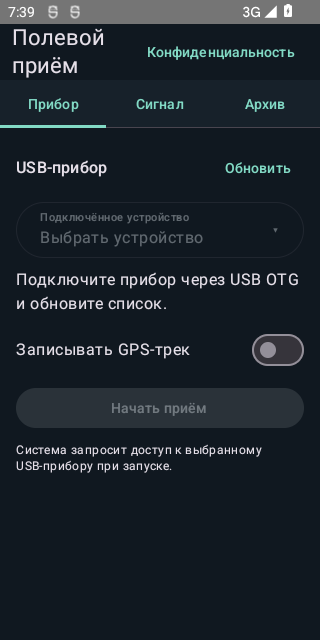 7:39
3G
Полевой
приём
Конфиденциальность
Прибор
Сигнал
Архив
USB-прибор
Обновить
Подключённое устройство
Выбрать устройство
Подключите прибор через USB OTG
и обновите список.
Записывать GPS-трек
Начать приём
Система запросит доступ к выбранному
USB-прибору при запуске.